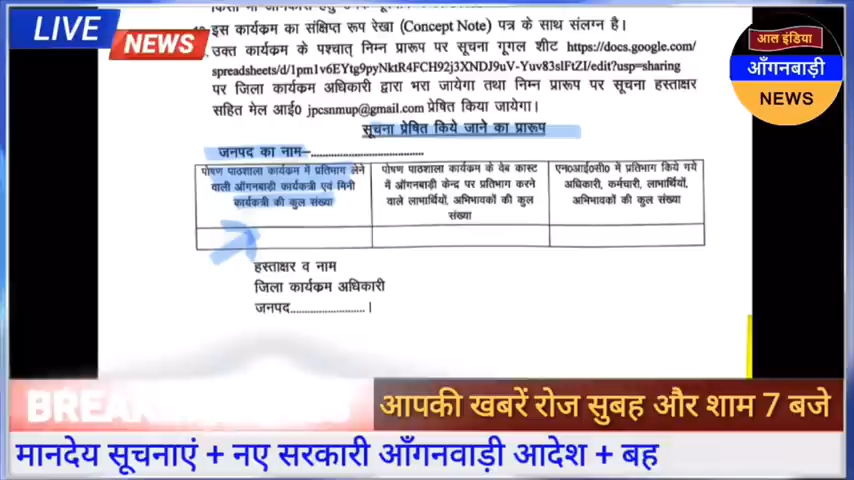 LIVE
NEWS
आल इंडिया
आँगनबाड़ी
NEWS
इस कार्यक्रम का संक्षिप्त रूप रेखा (Concept Note) पत्र के साथ संलग्न है।
उक्त कार्यक्रम के पश्चात् निम्न प्रारूप पर सूचना गूगल शीट https://docs.google.com/
spreadsheets/d/1pm1v6EYtg9pyNktR4FCH92j3XNDJ9uV-Yuv83slFtZI/edit?usp=sharing
पर जिला कार्यक्रम अधिकारी द्वारा भरा जायेगा तथा निम्न प्रारूप पर सूचना हस्ताक्षर
सहित मेल आई0 jpcsnmup@gmail.com प्रेषित किया जायेगा।
सूचना प्रेषित किये जाने का प्रारूप
जनपद का नाम–..............................
पोषण पाठशाला कार्यक्रम में प्रतिभाग लेने
वाली आँगनबाड़ी कार्यकत्री एवं मिनी
कार्यकत्री की कुल संख्या
पोषण पाठशाला कार्यक्रम के वेब कास्ट
में आँगनबाड़ी केन्द्र पर प्रतिभाग करने
वाले लाभार्थियों, अभिभावकों की कुल
संख्या
एन0आई0सी0 में प्रतिभाग किये गये
अधिकारी, कर्मचारी, लाभार्थियों,
अभिभावकों की कुल संख्या
हस्ताक्षर व नाम
जिला कार्यक्रम अधिकारी
जनपद.........................।
आपकी खबरें रोज सुबह और शाम 7 बजे
मानदेय सूचनाएं + नए सरकारी आँगनवाड़ी आदेश + बह